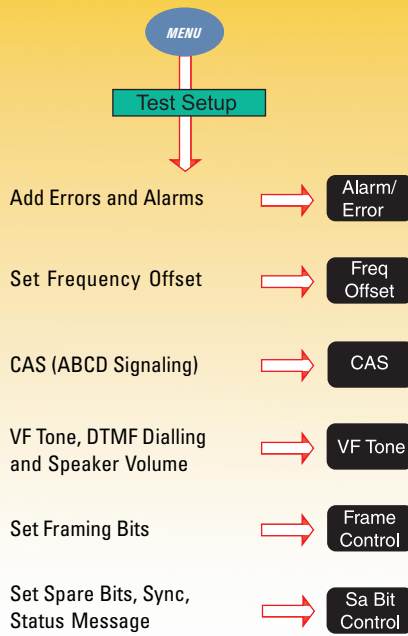 MENU
Test Setup
Add Errors and Alarms
Alarm/
Error
Set Frequency Offset
Freq
Offset
CAS (ABCD Signaling)
CAS
VF Tone, DTMF Dialling
and Speaker Volume
VF Tone
Set Framing Bits
Frame
Control
Set Spare Bits, Sync,
Status Message
Sa Bit
Control